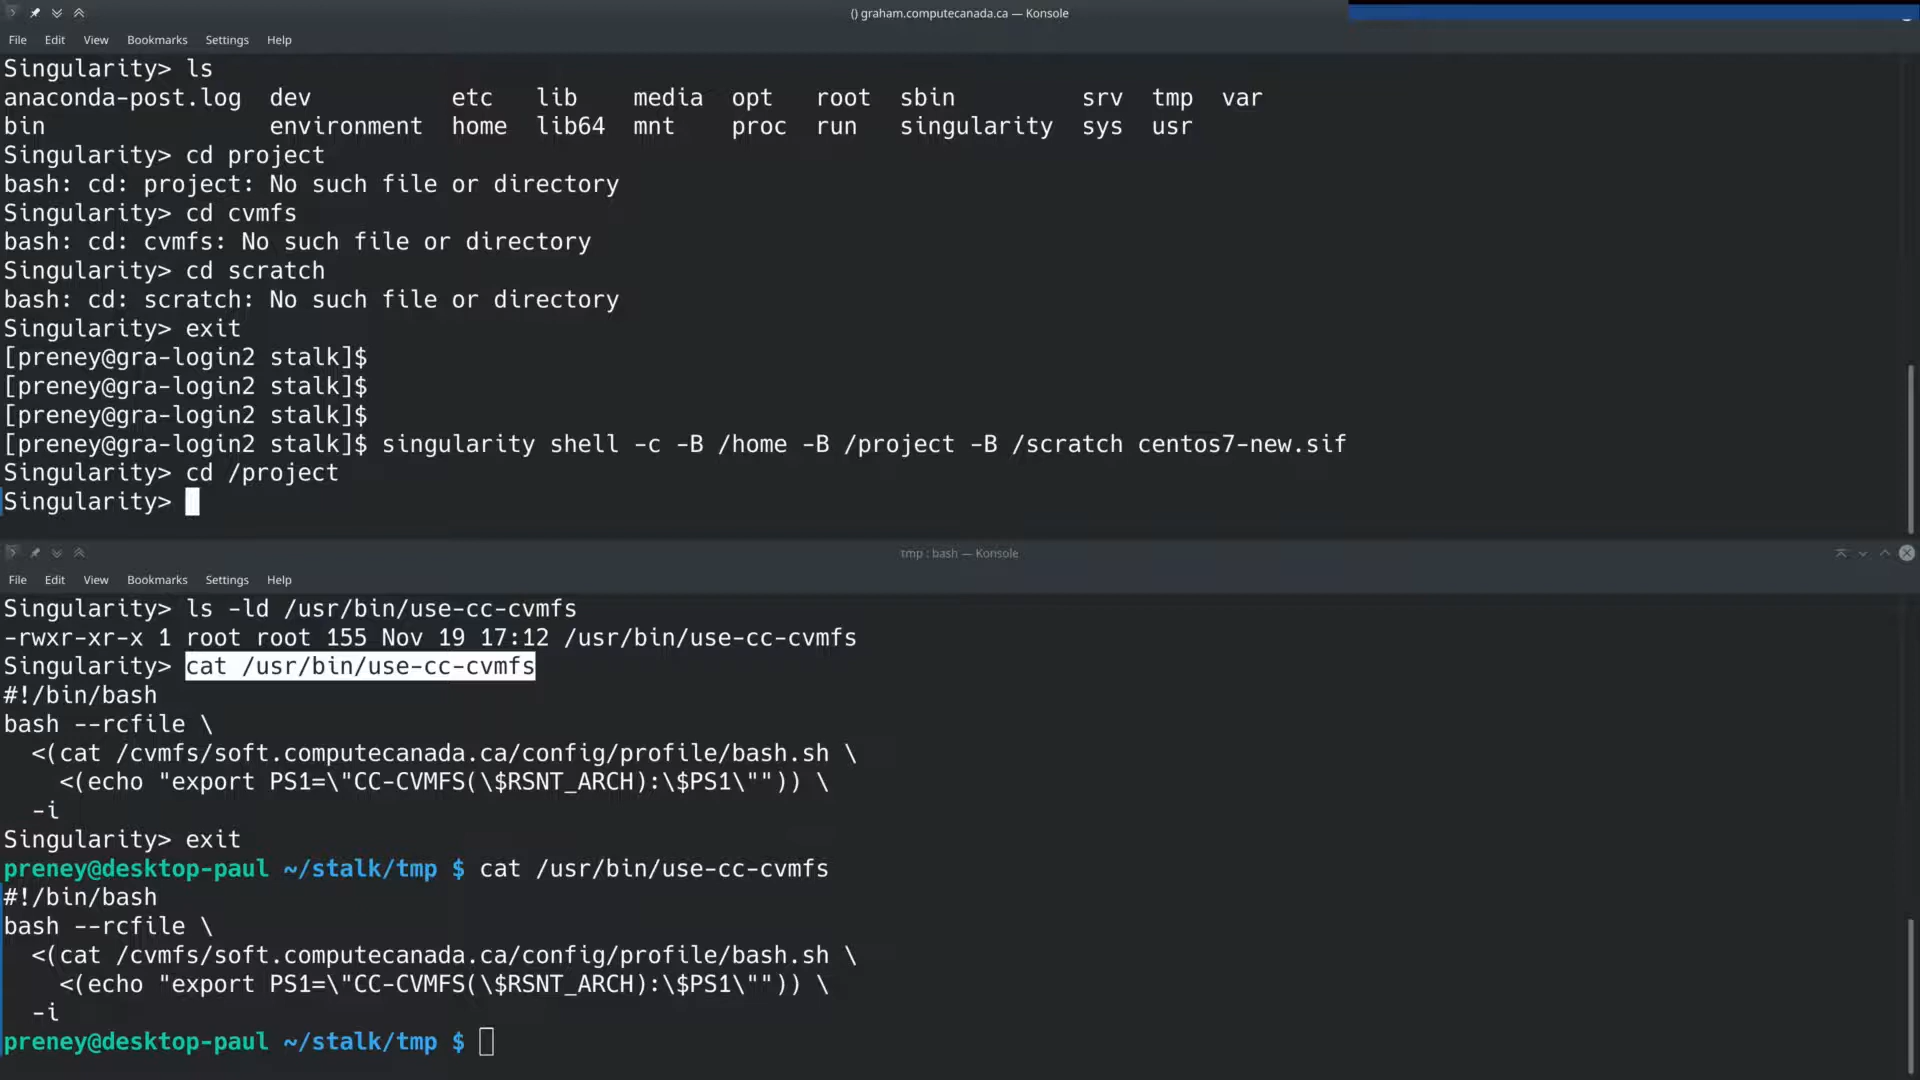 () graham.computecanada.ca — Konsole
File Edit View Bookmarks Settings Help
Singularity> ls
anaconda-post.log  dev          etc   lib    media  opt   root  sbin         srv  tmp  var
bin                environment  home  lib64  mnt    proc  run   singularity  sys  usr
Singularity> cd project
bash: cd: project: No such file or directory
Singularity> cd cvmfs
bash: cd: cvmfs: No such file or directory
Singularity> cd scratch
bash: cd: scratch: No such file or directory
Singularity> exit
[preney@gra-login2 stalk]$
[preney@gra-login2 stalk]$
[preney@gra-login2 stalk]$
[preney@gra-login2 stalk]$ singularity shell -c -B /home -B /project -B /scratch centos7-new.sif
Singularity> cd /project
Singularity>
tmp : bash — Konsole
File Edit View Bookmarks Settings Help
Singularity> ls -ld /usr/bin/use-cc-cvmfs
-rwxr-xr-x 1 root root 155 Nov 19 17:12 /usr/bin/use-cc-cvmfs
Singularity> cat /usr/bin/use-cc-cvmfs
#!/bin/bash
bash --rcfile \
  <(cat /cvmfs/soft.computecanada.ca/config/profile/bash.sh \
    <(echo "export PS1=\"CC-CVMFS(\$RSNT_ARCH):\$PS1\"")) \
  -i
Singularity> exit
preney@desktop-paul ~/stalk/tmp $ cat /usr/bin/use-cc-cvmfs
#!/bin/bash
bash --rcfile \
  <(cat /cvmfs/soft.computecanada.ca/config/profile/bash.sh \
    <(echo "export PS1=\"CC-CVMFS(\$RSNT_ARCH):\$PS1\"")) \
  -i
preney@desktop-paul ~/stalk/tmp $